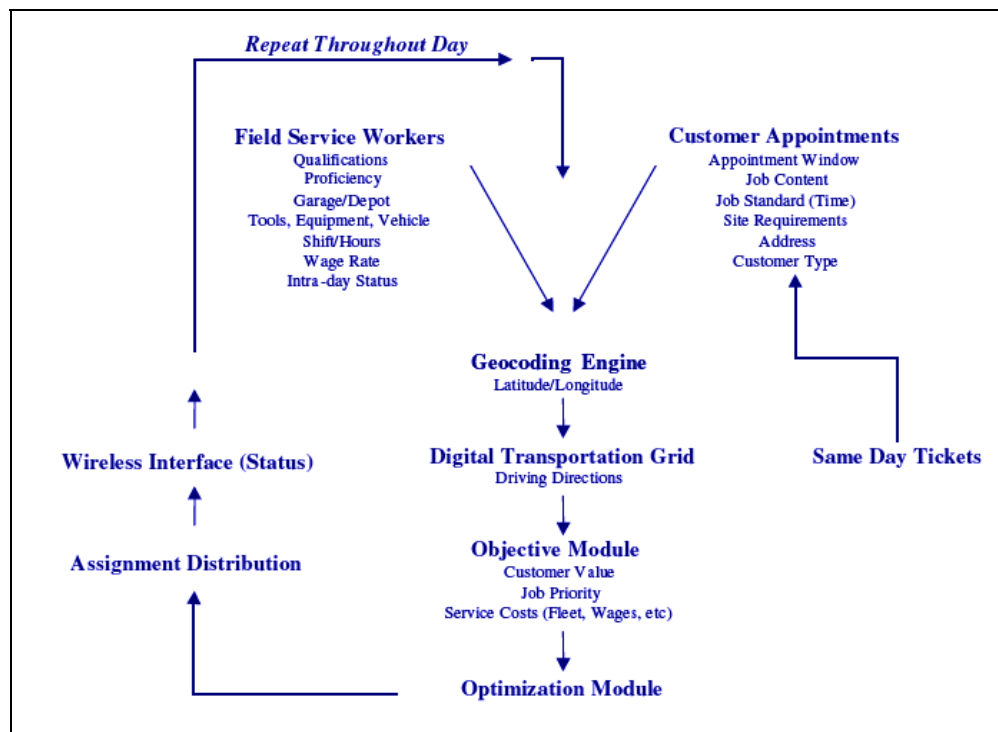 Repeat Throughout Day
Field Service Workers
Qualifications
Proficiency
Garage/Depot
Tools, Equipment, Vehicle
Shift/Hours
Wage Rate
Intra-day Status
Customer Appointments
Appointment Window
Job Content
Job Standard (Time)
Site Requirements
Address
Customer Type
Geocoding Engine
Latitude/Longitude
Wireless Interface (Status)
Digital Transportation Grid
Driving Directions
Same Day Tickets
Assignment Distribution
Objective Module
Customer Value
Job Priority
Service Costs (Fleet, Wages, etc)
Optimization Module